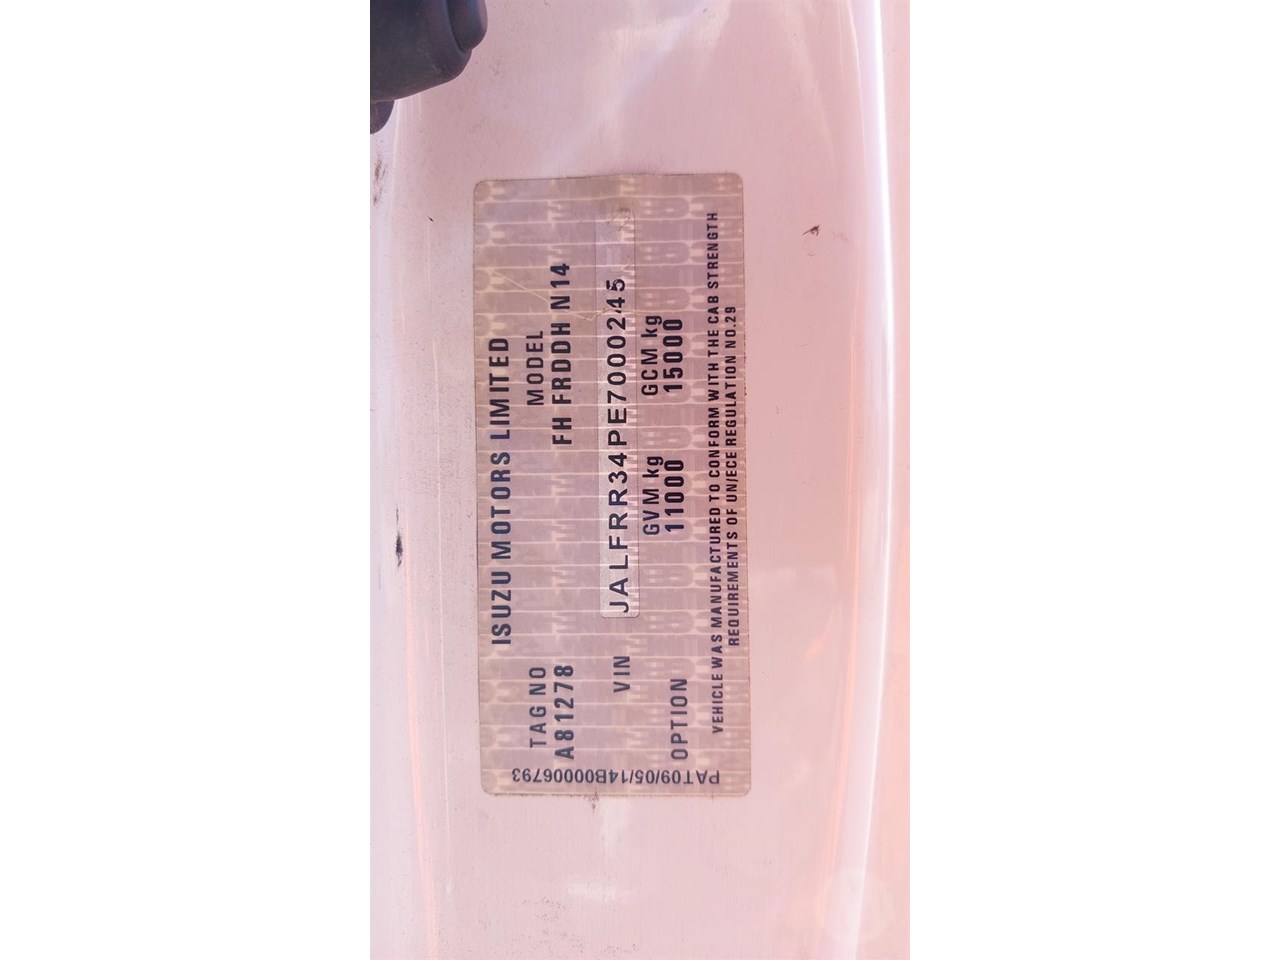 ISUZU MOTORS LIMITED
TAG NO MODEL
A81278 FH FRDDH N14
VIN JALFRR34PE7000245
GVM kg GCM kg
OPTION 11000 15000
VEHICLE WAS MANUFACTURED TO CONFORM WITH THE CAB STRENGTH
REQUIREMENTS OF UN/ECE REGULATION NO.29
PAT09/05/14B00006793